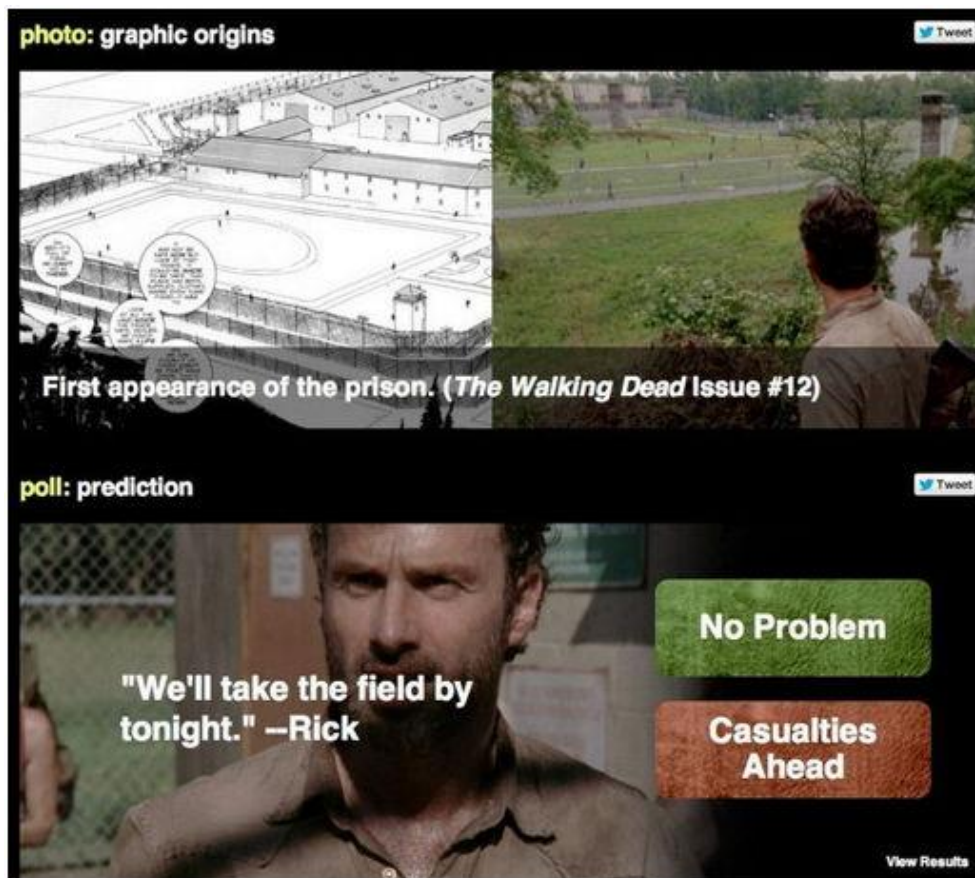 photo: graphic origins
Tweet
First appearance of the prison. (The Walking Dead Issue #12)
poll: prediction
Tweet
"We'll take the field by
tonight." --Rick
No Problem
Casualties
Ahead
View Results